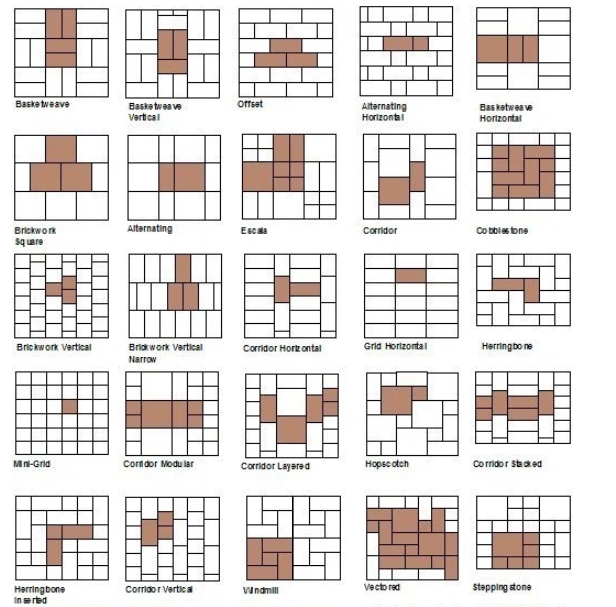 Basketweave
Basketweave
Vertical
Offset
Alternating
Horizontal
Basketweave
Horizontal
Brickwork
Square
Alternating
Escala
Corridor
Cobblestone
Brickwork Vertical
Brickwork Vertical
Narrow
Corridor Horizontal
Grid Horizontal
Herringbone
Mini-Grid
Corridor Modular
Corridor Layered
Hopscotch
Corridor Stacked
Herringbone
Inserted
Corridor Vertical
Windmill
Vectored
Steppingstone